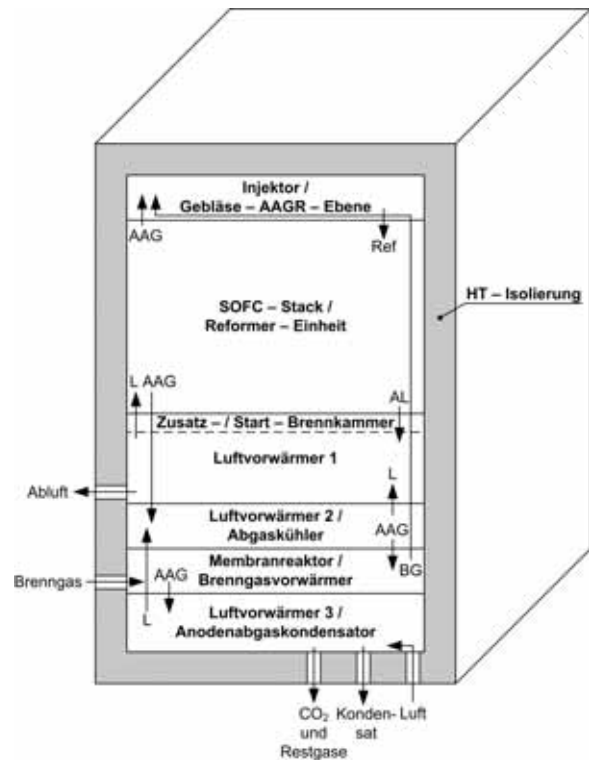 Injektor /
Gebläse – AAGR – Ebene
AAG
Ref
HT – Isolierung
SOFC – Stack /
Reformer – Einheit
L AAG
AL
Zusatz – / Start – Brennkammer
Luftvorwärmer 1
L
Abluft
Luftvorwärmer 2 /
Abgaskühler
AAG
Membranreaktor /
Brenngasvorwärmer
Brenngas
AAG
BG
L
Luftvorwärmer 3 /
Anodenabgaskondensator
CO₂
und
Restgase
Konden-
sat
Luft